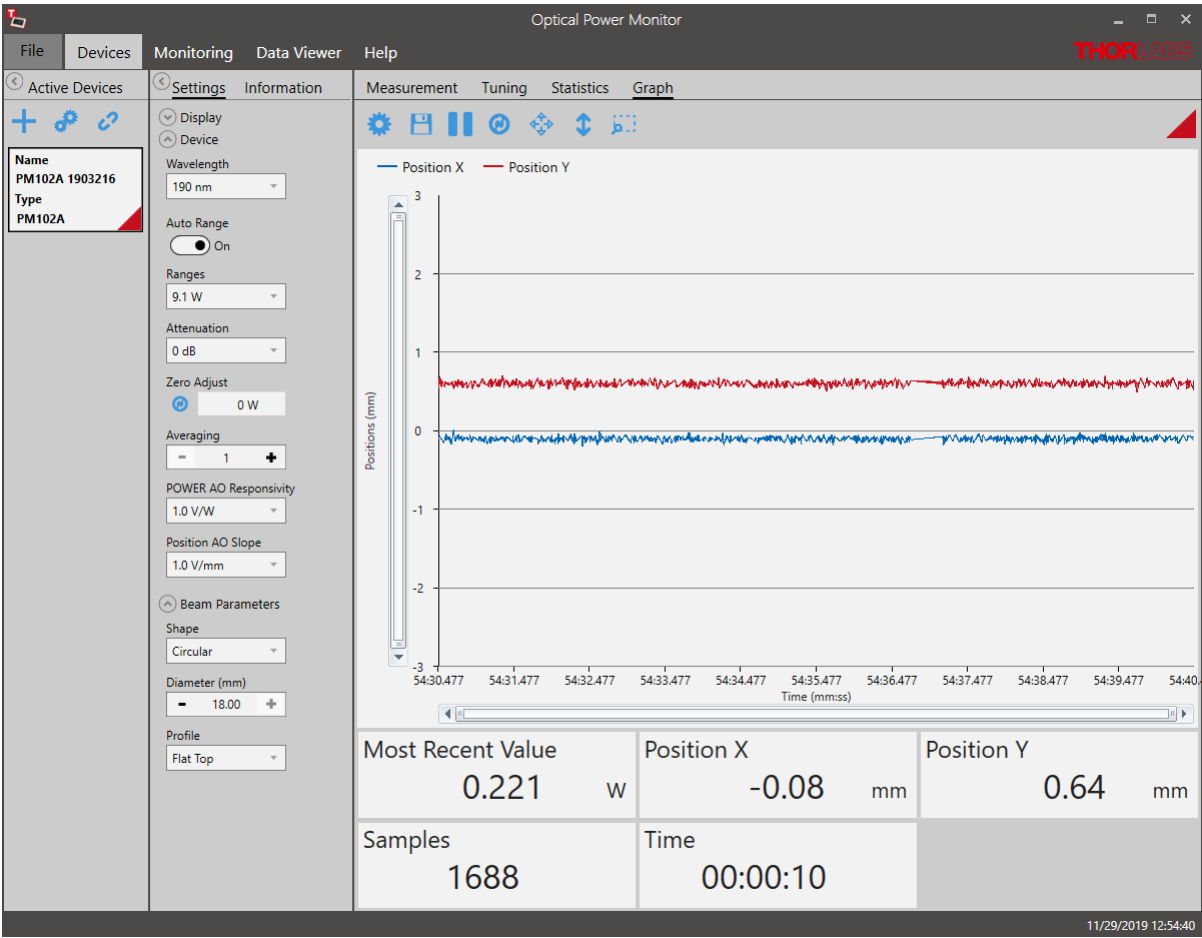 Optical Power Monitor
File Devices Monitoring Data Viewer Help
THORLABS
Active Devices
Name
PM102A 1903216
Type
PM102A
Settings Information
Display
Device
Wavelength
190 nm
Auto Range
On
Ranges
9.1 W
Attenuation
0 dB
Zero Adjust
0 W
Averaging
1
POWER AO Responsivity
1.0 V/W
Position AO Slope
1.0 V/mm
Beam Parameters
Shape
Circular
Diameter (mm)
18.00
Profile
Flat Top
Measurement Tuning Statistics Graph
Position X Position Y
Positions (mm)
3
2
1
0
-1
-2
-3
54:30.477 54:31.477 54:32.477 54:33.477 54:34.477 54:35.477 54:36.477 54:37.477 54:38.477 54:39.477 54:40.
Time (mm:ss)
Most Recent Value
0.221 W
Position X
-0.08 mm
Position Y
0.64 mm
Samples
1688
Time
00:00:10
11/29/2019 12:54:40